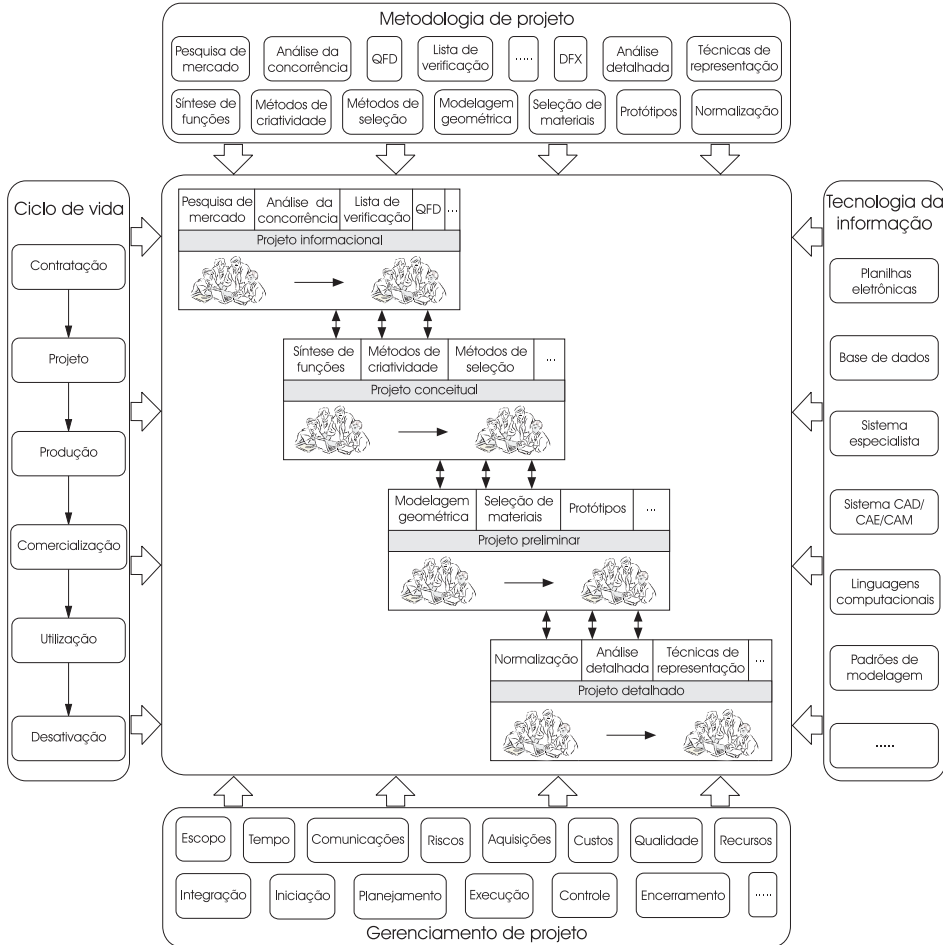 Metodologia de projeto
Pesquisa de
mercado
Análise da
concorrência
QFD
Lista de
verificação
.....
DFX
Análise
detalhada
Técnicas de
representação
Síntese de
funções
Métodos de
criatividade
Métodos de
seleção
Modelagem
geométrica
Seleção de
materiais
Protótipos
Normalização
Ciclo de vida
Contratação
Projeto
Produção
Comercialização
Utilização
Desativação
Pesquisa de
mercado
Análise da
concorrência
Lista de
verificação
QFD
...
Projeto informacional
Síntese de
funções
Métodos de
criatividade
Métodos de
seleção
...
Projeto conceitual
Modelagem
geométrica
Seleção de
materiais
Protótipos
...
Projeto preliminar
Normalização
Análise
detalhada
Técnicas de
representação
...
Projeto detalhado
Tecnologia da
informação
Planilhas
eletrônicas
Base de dados
Sistema
especialista
Sistema CAD/
CAE/CAM
Linguagens
computacionais
Padrões de
modelagem
.....
Escopo
Tempo
Comunicações
Riscos
Aquisições
Custos
Qualidade
Recursos
Integração
Iniciação
Planejamento
Execução
Controle
Encerramento
.....
Gerenciamento de projeto